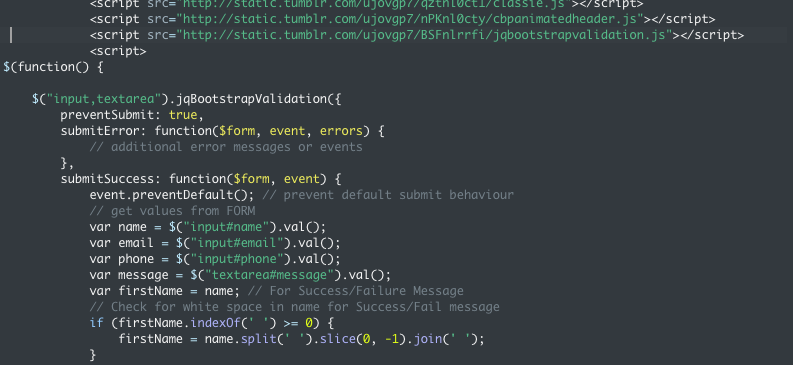 <script src="http://static.tumblr.com/ujovgp7/qztnl0ct1/classie.js"></script>
<script src="http://static.tumblr.com/ujovgp7/nPKnl0cty/cbpanimatedheader.js"></script>
<script src="http://static.tumblr.com/ujovgp7/BSFnlrrfi/jqbootstrapvalidation.js"></script>
<script>
$(function() {
$("input,textarea").jqBootstrapValidation({
preventSubmit: true,
submitError: function($form, event, errors) {
// additional error messages or events
},
submitSuccess: function($form, event) {
event.preventDefault(); // prevent default submit behaviour
// get values from FORM
var name = $("input#name").val();
var email = $("input#email").val();
var phone = $("input#phone").val();
var message = $("textarea#message").val();
var firstName = name; // For Success/Failure Message
// Check for white space in name for Success/Fail message
if (firstName.indexOf(' ') >= 0) {
firstName = name.split(' ').slice(0, -1).join(' ');
}